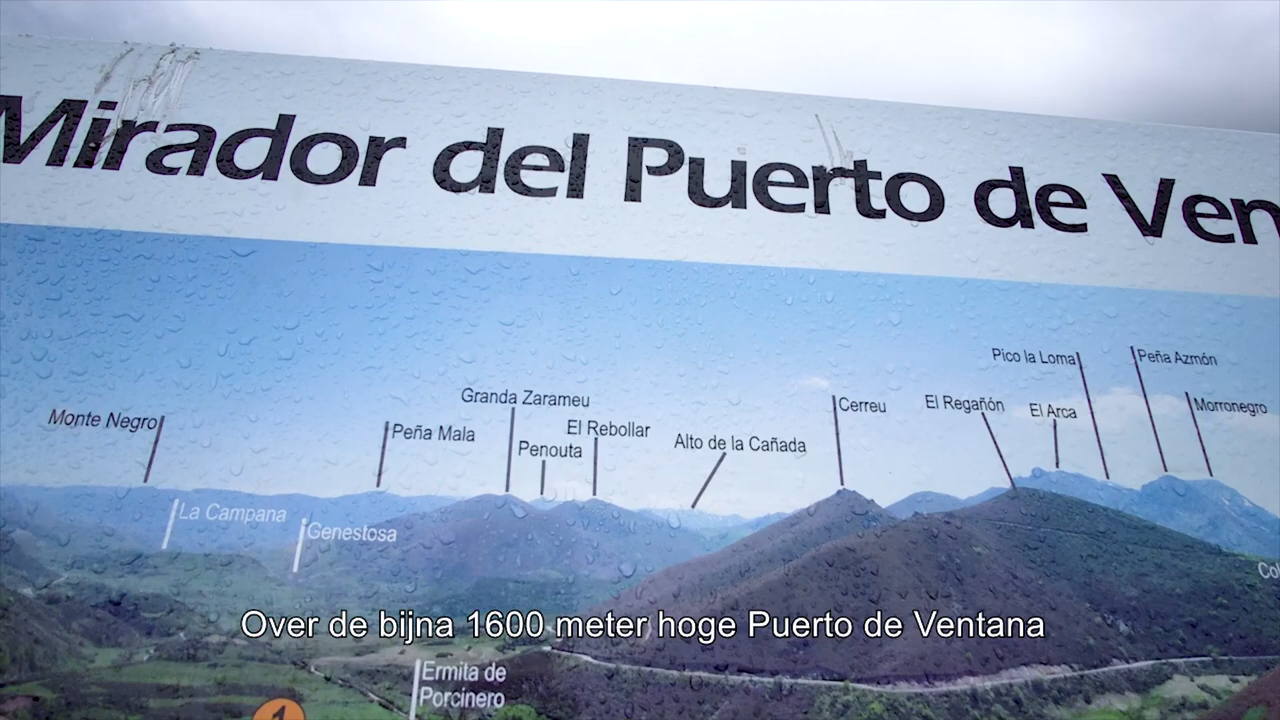 Mirador del Puerto de Ven
Pico la Loma
Peña Azmón
Granda Zarameu
Monte Negro
Peña Mala
Penouta
El Rebollar
Alto de la Cañada
Cerreu
El Regañón
El Arca
Morronegro
La Campana
Genestosa
Col
Over de bijna 1600 meter hoge Puerto de Ventana
Ermita de
Porcinero
1